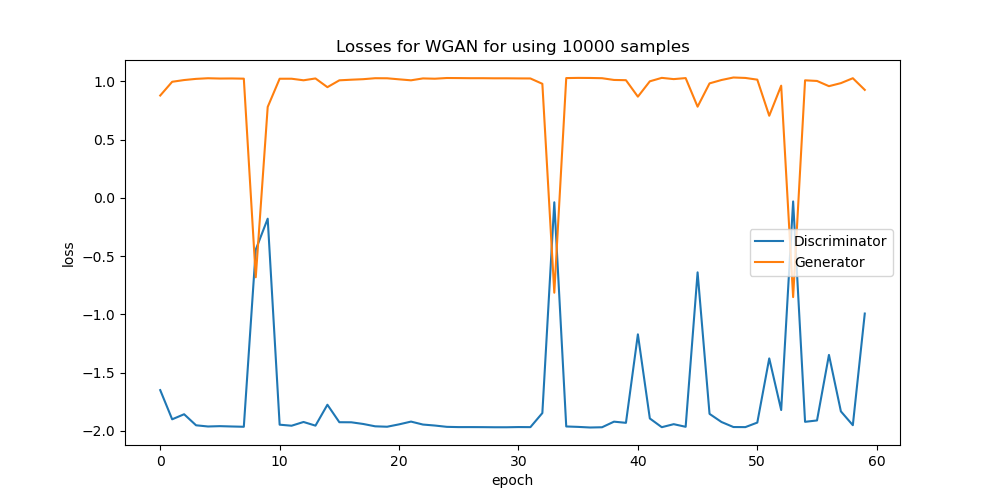 Losses for WGAN for using 10000 samples
1.0
0.5
0.0
−0.5
−1.0
−1.5
−2.0
loss
Discriminator
Generator
0 10 20 30 40 50 60
epoch